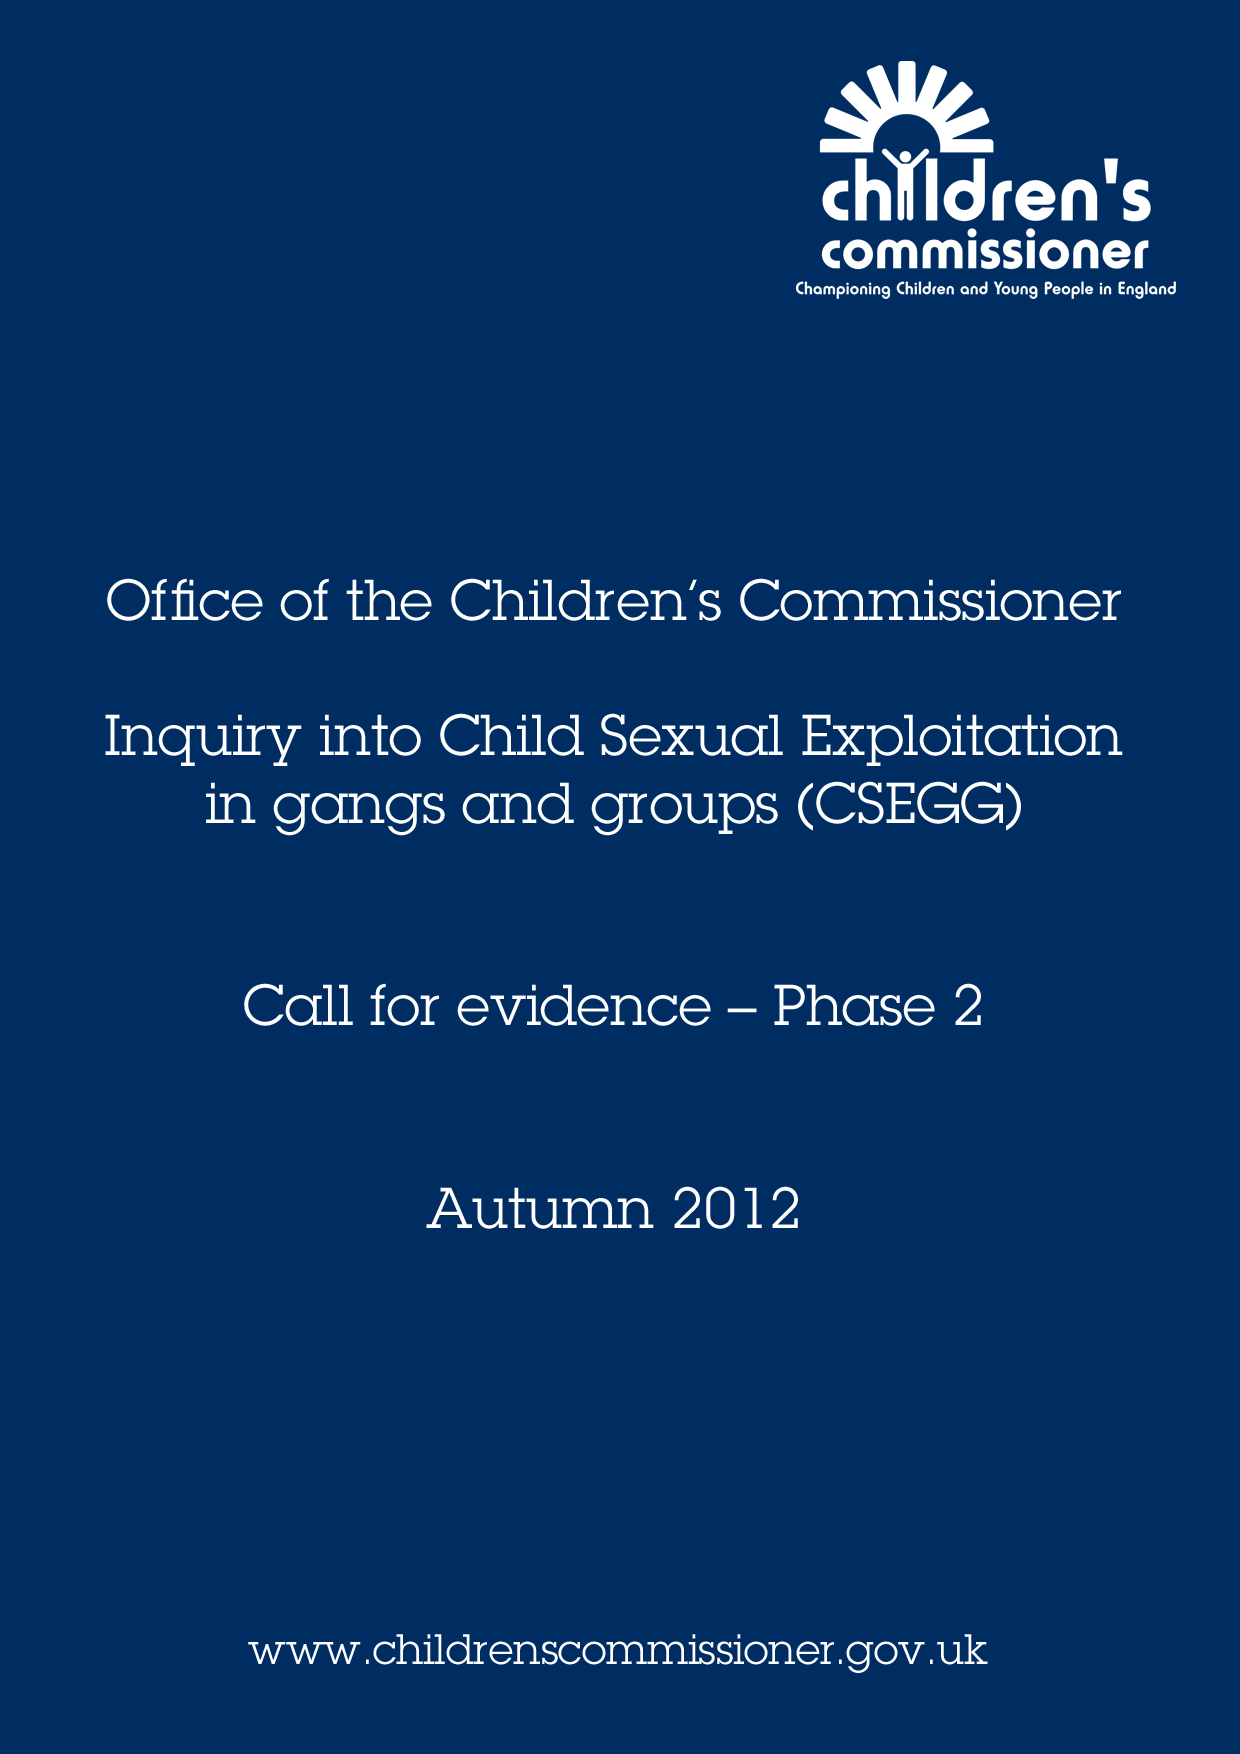 children's
commissioner
Championing Children and Young People in England
Office of the Children’s Commissioner
Inquiry into Child Sexual Exploitation
in gangs and groups (CSEGG)
Call for evidence – Phase 2
Autumn 2012
www.childrenscommissioner.gov.uk